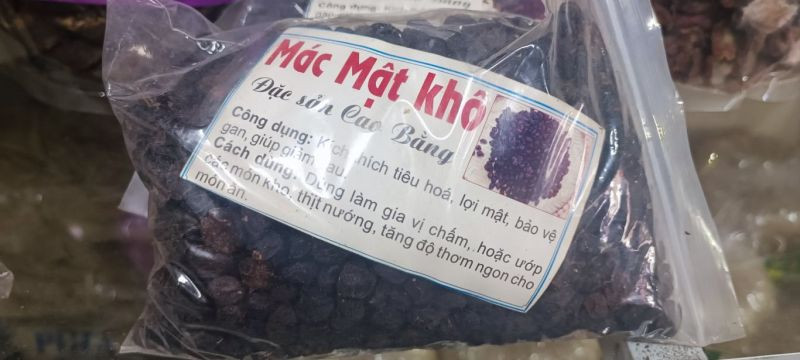 Mác Mật khô
Đặc sản Cao Bằng
Công dụng: Kích thích tiêu hoá, lợi mật, bảo vệ
gan, giúp giảm đau.
Cách dùng: Dùng làm gia vị chấm, hoặc ướp
các món kho, thịt nướng, tăng độ thơm ngon cho
món ăn.